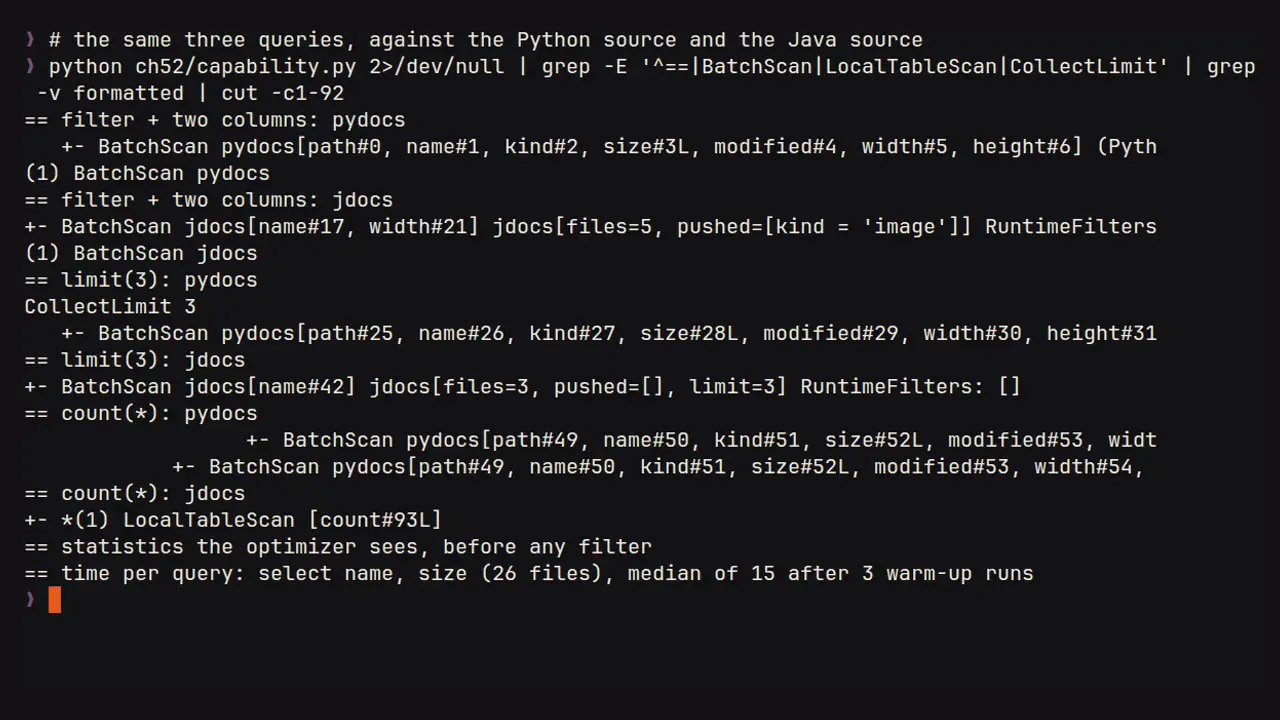 ❯ # the same three queries, against the Python source and the Java source
❯ python ch52/capability.py 2>/dev/null | grep -E '^==|BatchScan|LocalTableScan|CollectLimit' | grep
 -v formatted | cut -c1-92
== filter + two columns: pydocs
   +- BatchScan pydocs[path#0, name#1, kind#2, size#3L, modified#4, width#5, height#6] (Pyth
(1) BatchScan pydocs
== filter + two columns: jdocs
+- BatchScan jdocs[name#17, width#21] jdocs[files=5, pushed=[kind = 'image']] RuntimeFilters
(1) BatchScan jdocs
== limit(3): pydocs
CollectLimit 3
   +- BatchScan pydocs[path#25, name#26, kind#27, size#28L, modified#29, width#30, height#31
== limit(3): jdocs
+- BatchScan jdocs[name#42] jdocs[files=3, pushed=[], limit=3] RuntimeFilters: []
== count(*): pydocs
                  +- BatchScan pydocs[path#49, name#50, kind#51, size#52L, modified#53, widt
            +- BatchScan pydocs[path#49, name#50, kind#51, size#52L, modified#53, width#54,
== count(*): jdocs
+- *(1) LocalTableScan [count#93L]
== statistics the optimizer sees, before any filter
== time per query: select name, size (26 files), median of 15 after 3 warm-up runs
❯